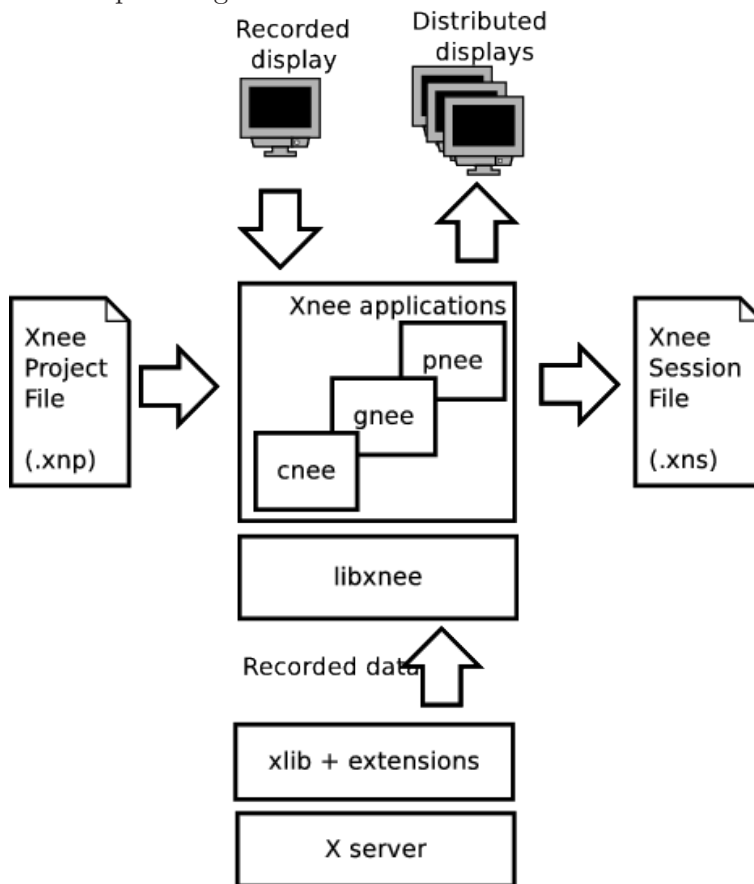 Recorded
display
Distributed
displays
Xnee applications
Xnee
Project
File
(.xnp)
pnee
gnee
cnee
Xnee
Session
File
(.xns)
libxnee
Recorded data
xlib + extensions
X server